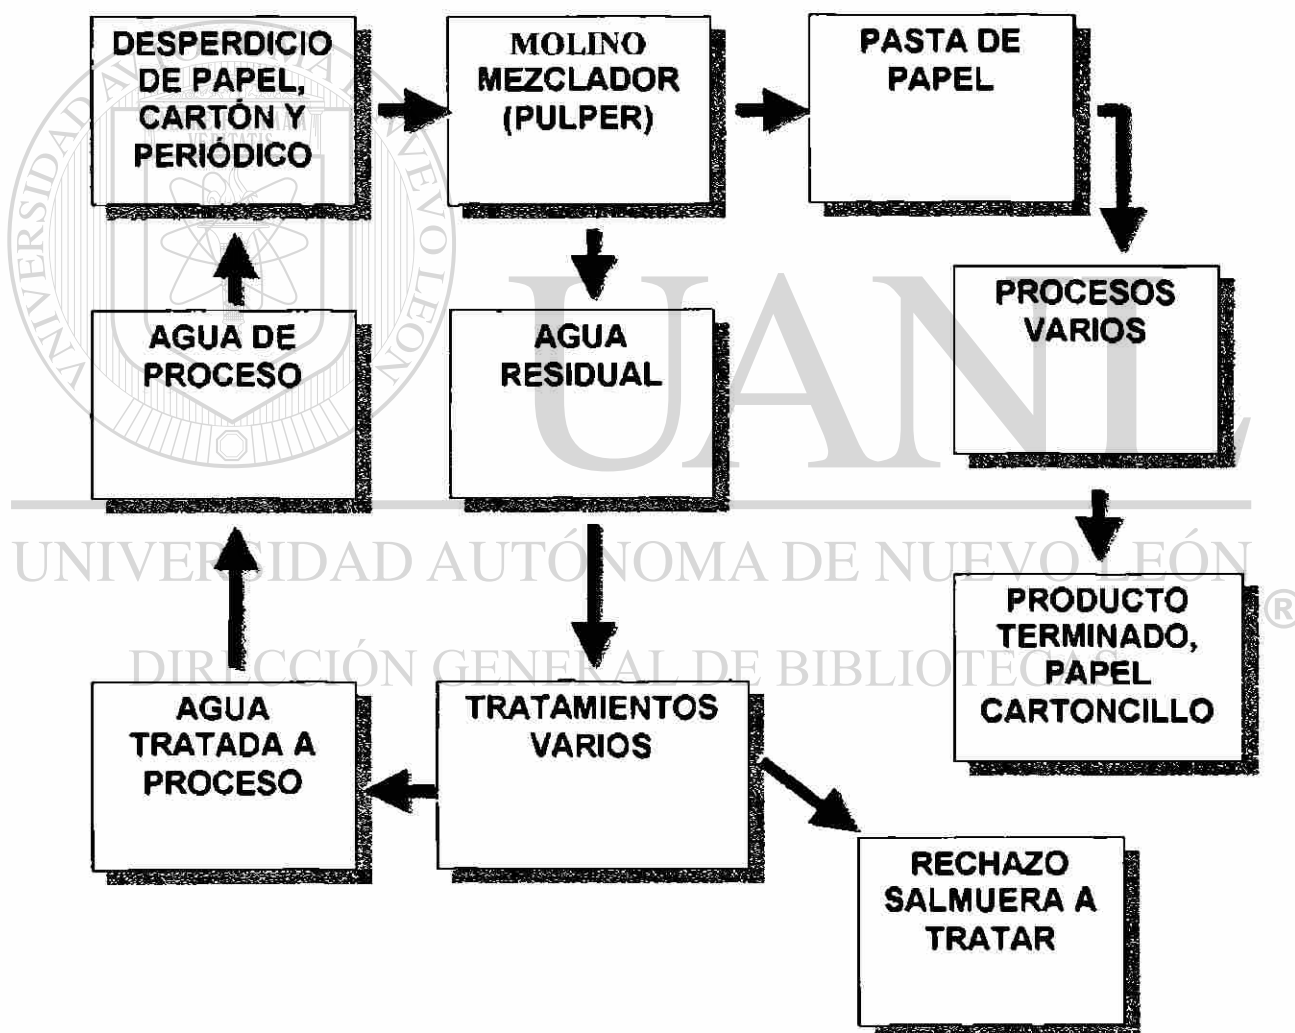 DESPERDICIO
DE PAPEL,
CARTÓN Y
PERIÓDICO
MOLINO
MEZCLADOR
(PULPER)
PASTA DE
PAPEL
AGUA DE
PROCESO
AGUA
RESIDUAL
PROCESOS
VARIOS
UANL
UNIVERSIDAD AUTÓNOMA DE NUEVO LEÓN
®
DIRECCIÓN GENERAL DE BIBLIOTECAS
AGUA
TRATADA A
PROCESO
TRATAMIENTOS
VARIOS
PRODUCTO
TERMINADO,
PAPEL
CARTONCILLO
RECHAZO
SALMUERA A
TRATAR